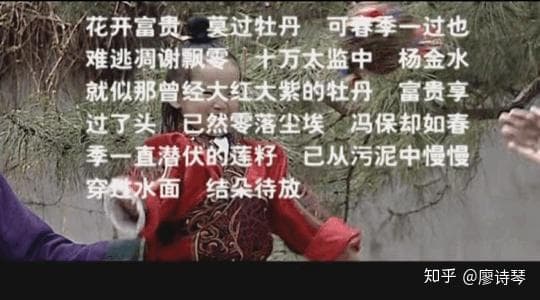 花开富贵　莫过牡丹　可春季一过也
难逃凋谢飘零　十万太监中　杨金水
就似那曾经大红大紫的牡丹　富贵享
过了头　已然零落尘埃　冯保却如春
季一直潜伏的莲籽　已从污泥中慢慢
穿过水面　结朵待放
知乎 @廖诗琴